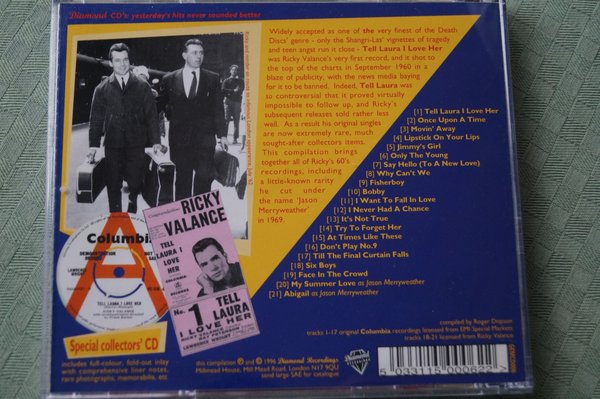 Diamond CD's: yesterday's hits never sounded better
Widely accepted as one of the very finest of the Death
Discs' genre - only the Shangri-Las' vignettes of tragedy
and teen angst run it close - Tell Laura I Love Her
was Ricky Valance's very first record, and it shot to
the top of the charts in September 1960 in a
blaze of publicity, with the news media baying
for it to be banned. Indeed, Tell Laura was
so controversial that it proved virtually
impossible to follow up, and Ricky's
subsequent releases sold rather less
well. As a result his original singles
are now extremely rare, much
sought-after collectors items.
This compilation brings
together all of Ricky's 60's
recordings, including
a little-known rarity
he cut under
the name 'Jason
Merryweather'
in 1969.
[1] Tell Laura I Love Her
[2] Once Upon A Time
[3] Movin' Away
[4] Lipstick On Your Lips
[5] Jimmy's Girl
[6] Only The Young
[7] Say Hello (To A New Love)
[8] Why Can't We
[9] Fisherboy
[10] Bobby
[11] I Want To Fall In Love
[12] I Never Had A Chance
[13] It's Not True
[14] Try To Forget Her
[15] At Times Like These
[16] Don't Play No.9
[17] Till The Final Curtain Falls
[18] Six Boys
[19] Face In The Crowd
[20] My Summer Love as Jason Merryweather
[21] Abigail as Jason Merryweather
Columbia
DEMONSTRATION
A
TELL LAURA I LOVE HER
RICKY VALANCE
Congratulations
RICKY
VALANCE
TELL
LAURA I
LOVE
HER
COLUMBIA
RECORDS
No. 1
TELL
LAURA
I LOVE HER
LAWRENCE WRIGHT
Special collectors' CD
includes full-colour, fold-out inlay
with comprehensive liner notes,
rare photographs, memorabilia, etc
this compilation ℗ and © 1996 Diamond Recordings,
Millmead House, Mill Mead Road, London N17 9QU
send large SAE for catalogue
compiled by Roger Dopson
tracks 1-17 original Columbia recordings licensed from EMI Special Markets
tracks 18-21 licensed from Ricky Valance
5 033115 000622